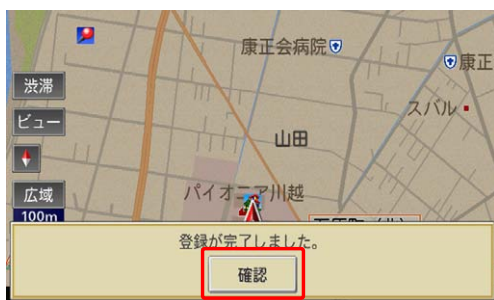 康正会病院
康正
渋滞
スバル
ビュー
山田
広域
パイオニア川越
100m
登録が完了しました。
確認